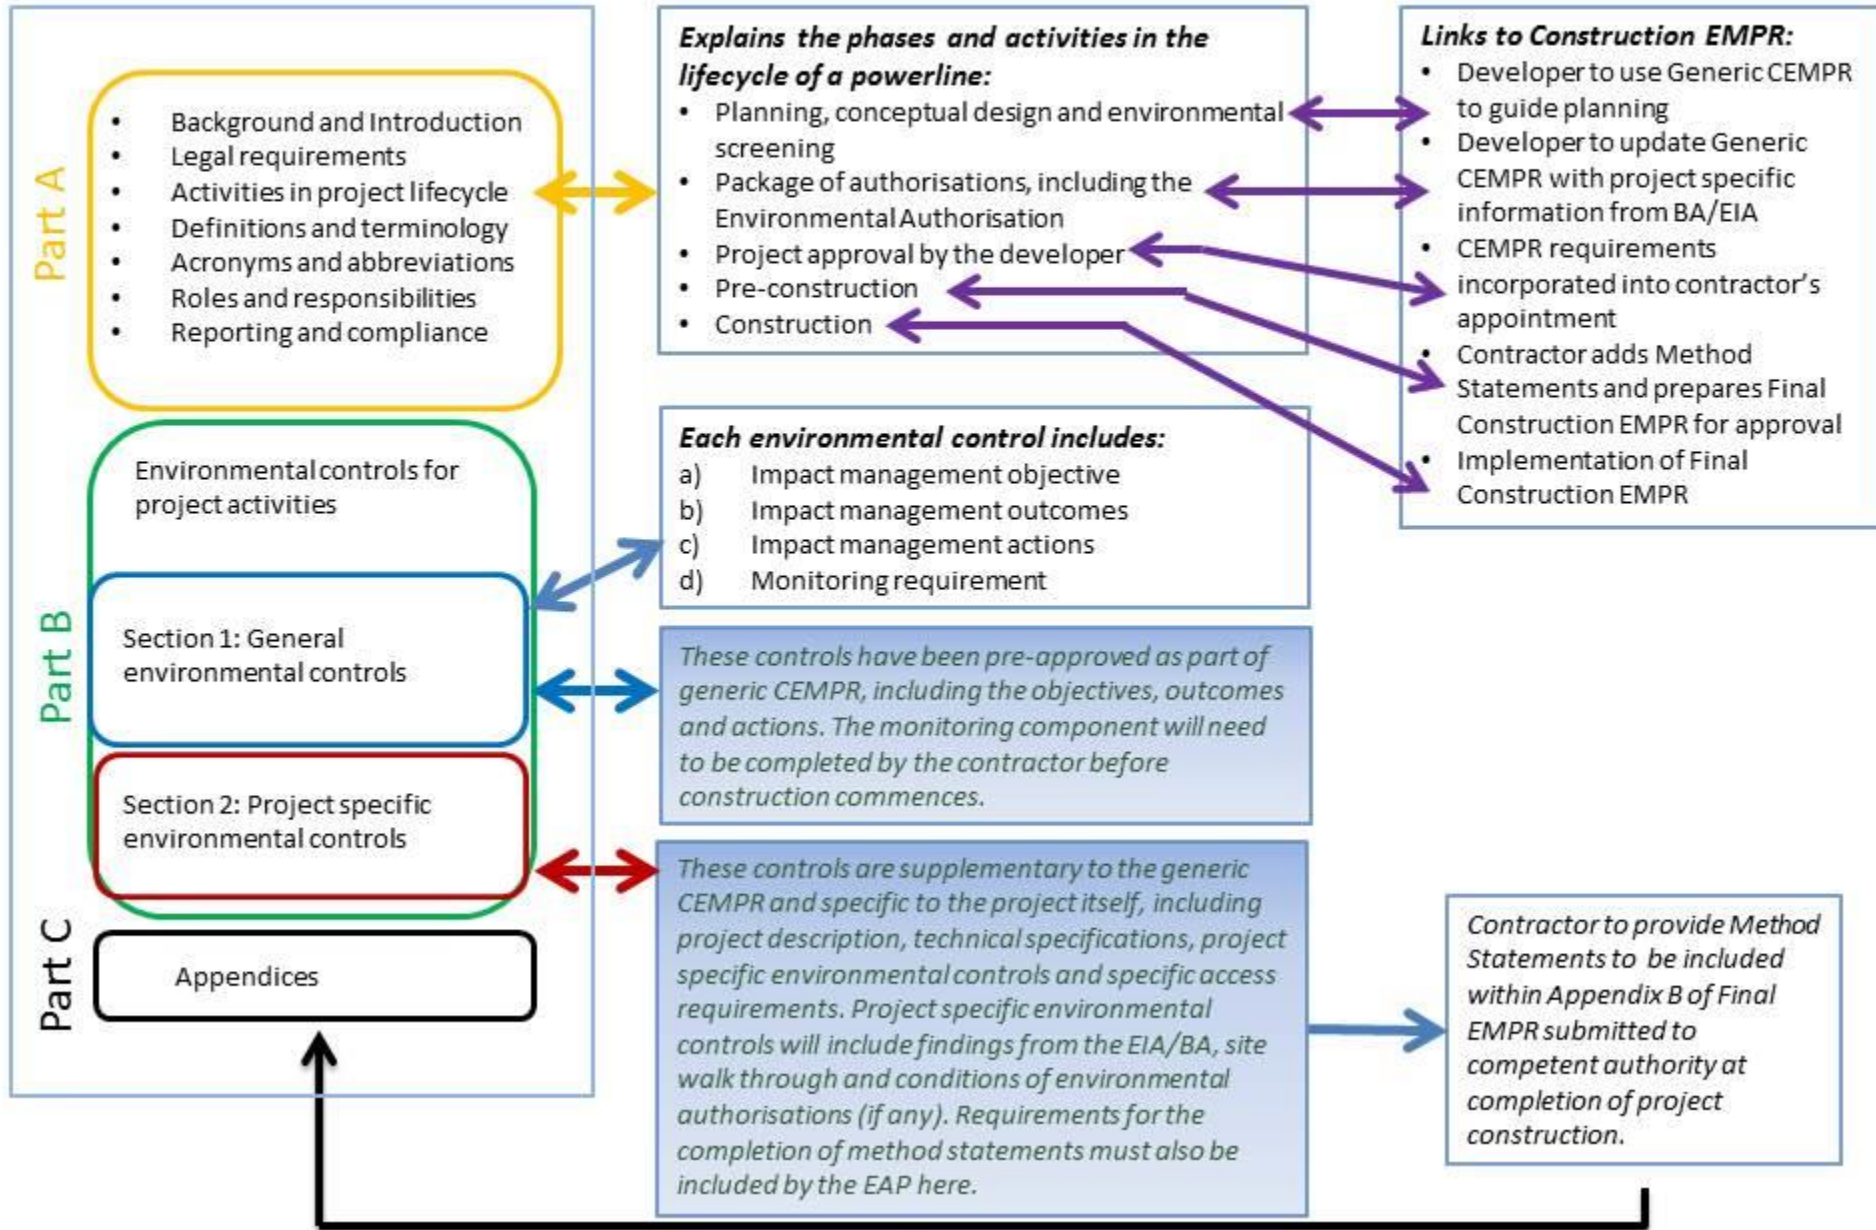 Part A
• Background and Introduction
• Legal requirements
• Activities in project lifecycle
• Definitions and terminology
• Acronyms and abbreviations
• Roles and responsibilities
• Reporting and compliance
Explains the phases and activities in the
lifecycle of a powerline:
• Planning, conceptual design and environmental
screening
• Package of authorisations, including the
Environmental Authorisation
• Project approval by the developer
• Pre-construction
• Construction
Links to Construction EMPR:
• Developer to use Generic CEMPR
to guide planning
• Developer to update Generic
CEMPR with project specific
information from BA/EIA
• CEMPR requirements
incorporated into contractor's
appointment
• Contractor adds Method
Statements and prepares Final
Construction EMPR for approval
• Implementation of Final
Construction EMPR
Part B
Environmental controls for
project activities
Section 1: General
environmental controls
Section 2: Project specific
environmental controls
Each environmental control includes:
a) Impact management objective
b) Impact management outcomes
c) Impact management actions
d) Monitoring requirement
These controls have been pre-approved as part of
generic CEMPR, including the objectives, outcomes
and actions. The monitoring component will need
to be completed by the contractor before
construction commences.
These controls are supplementary to the generic
CEMPR and specific to the project itself, including
project description, technical specifications, project
specific environmental controls and specific access
requirements. Project specific environmental
controls will include findings from the EIA/BA, site
walk through and conditions of environmental
authorisations (if any). Requirements for the
completion of method statements must also be
included by the EAP here.
Contractor to provide Method
Statements to be included
within Appendix B of Final
EMPR submitted to
competent authority at
completion of project
construction.
Part C
Appendices